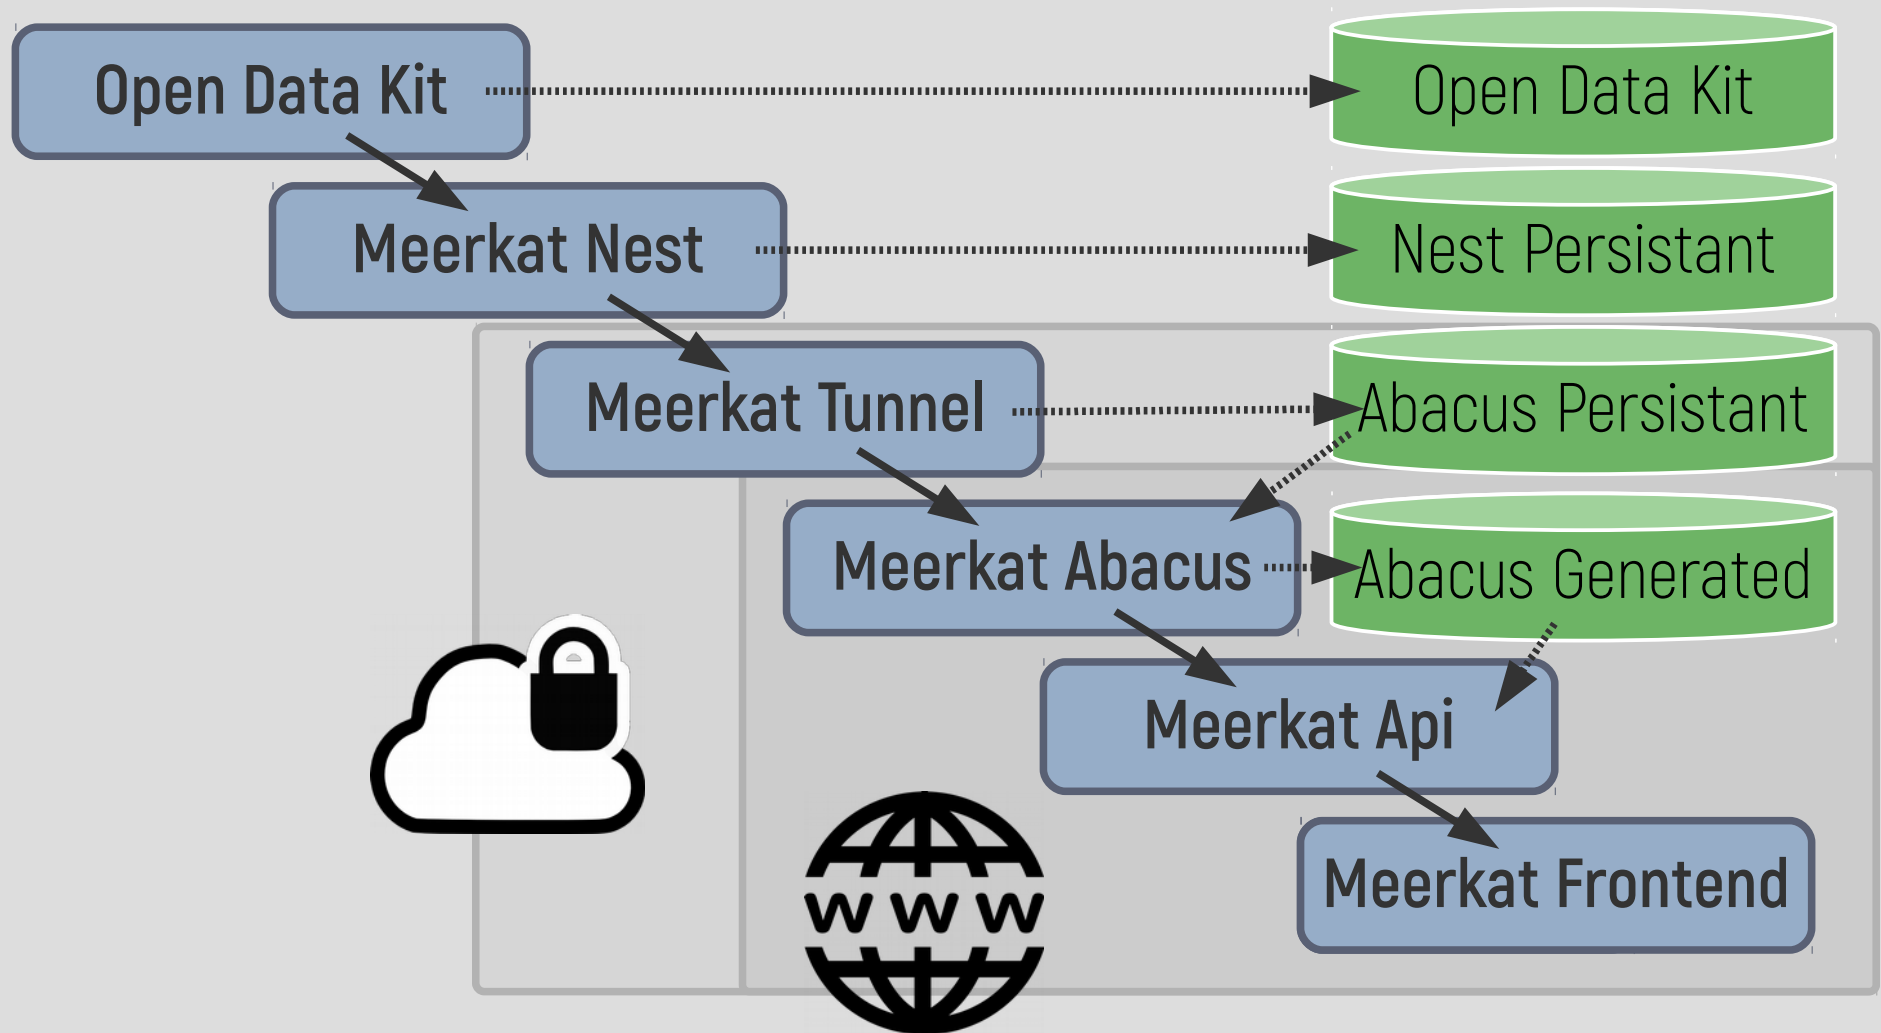 Open Data Kit
Open Data Kit
Meerkat Nest
Nest Persistant
Meerkat Tunnel
Abacus Persistant
Meerkat Abacus
Abacus Generated
Meerkat Api
Meerkat Frontend
www